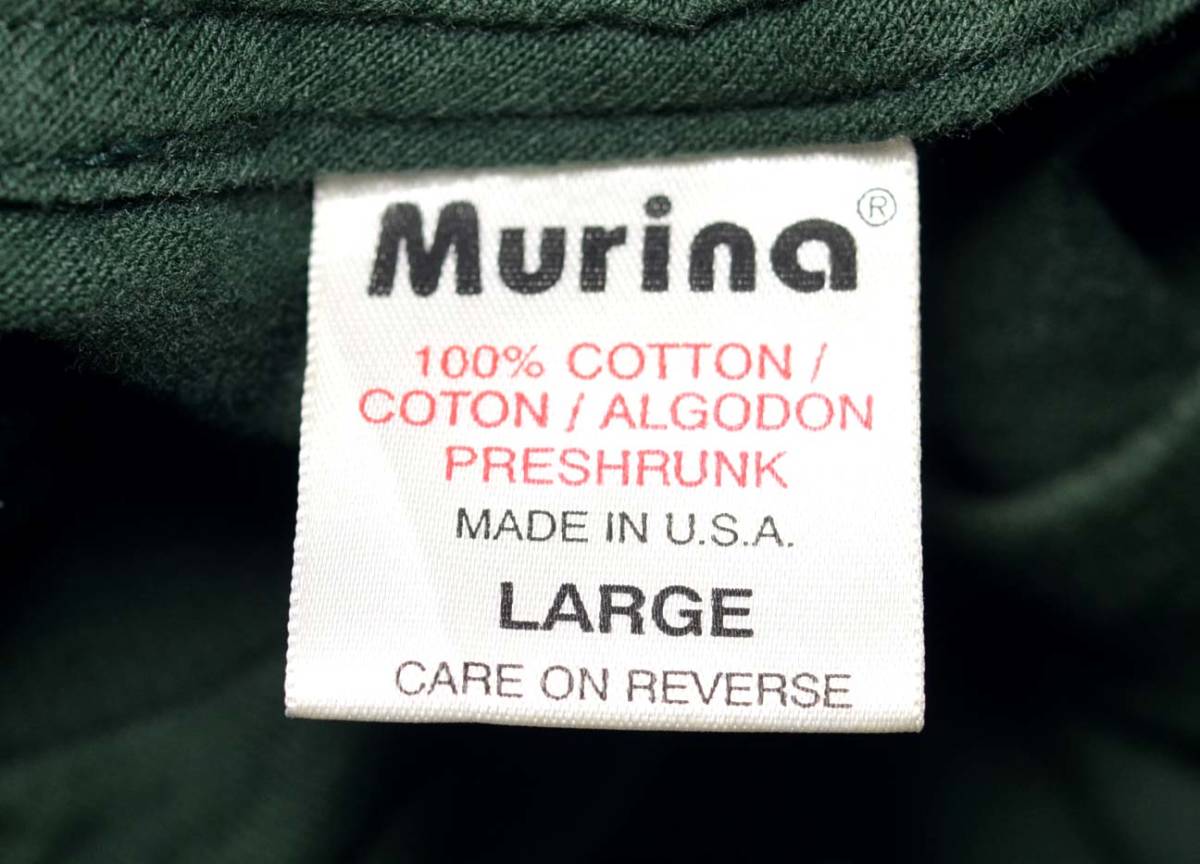 Murina®
100% COTTON /
COTON / ALGODON
PRESHRUNK
MADE IN U.S.A.
LARGE
CARE ON REVERSE